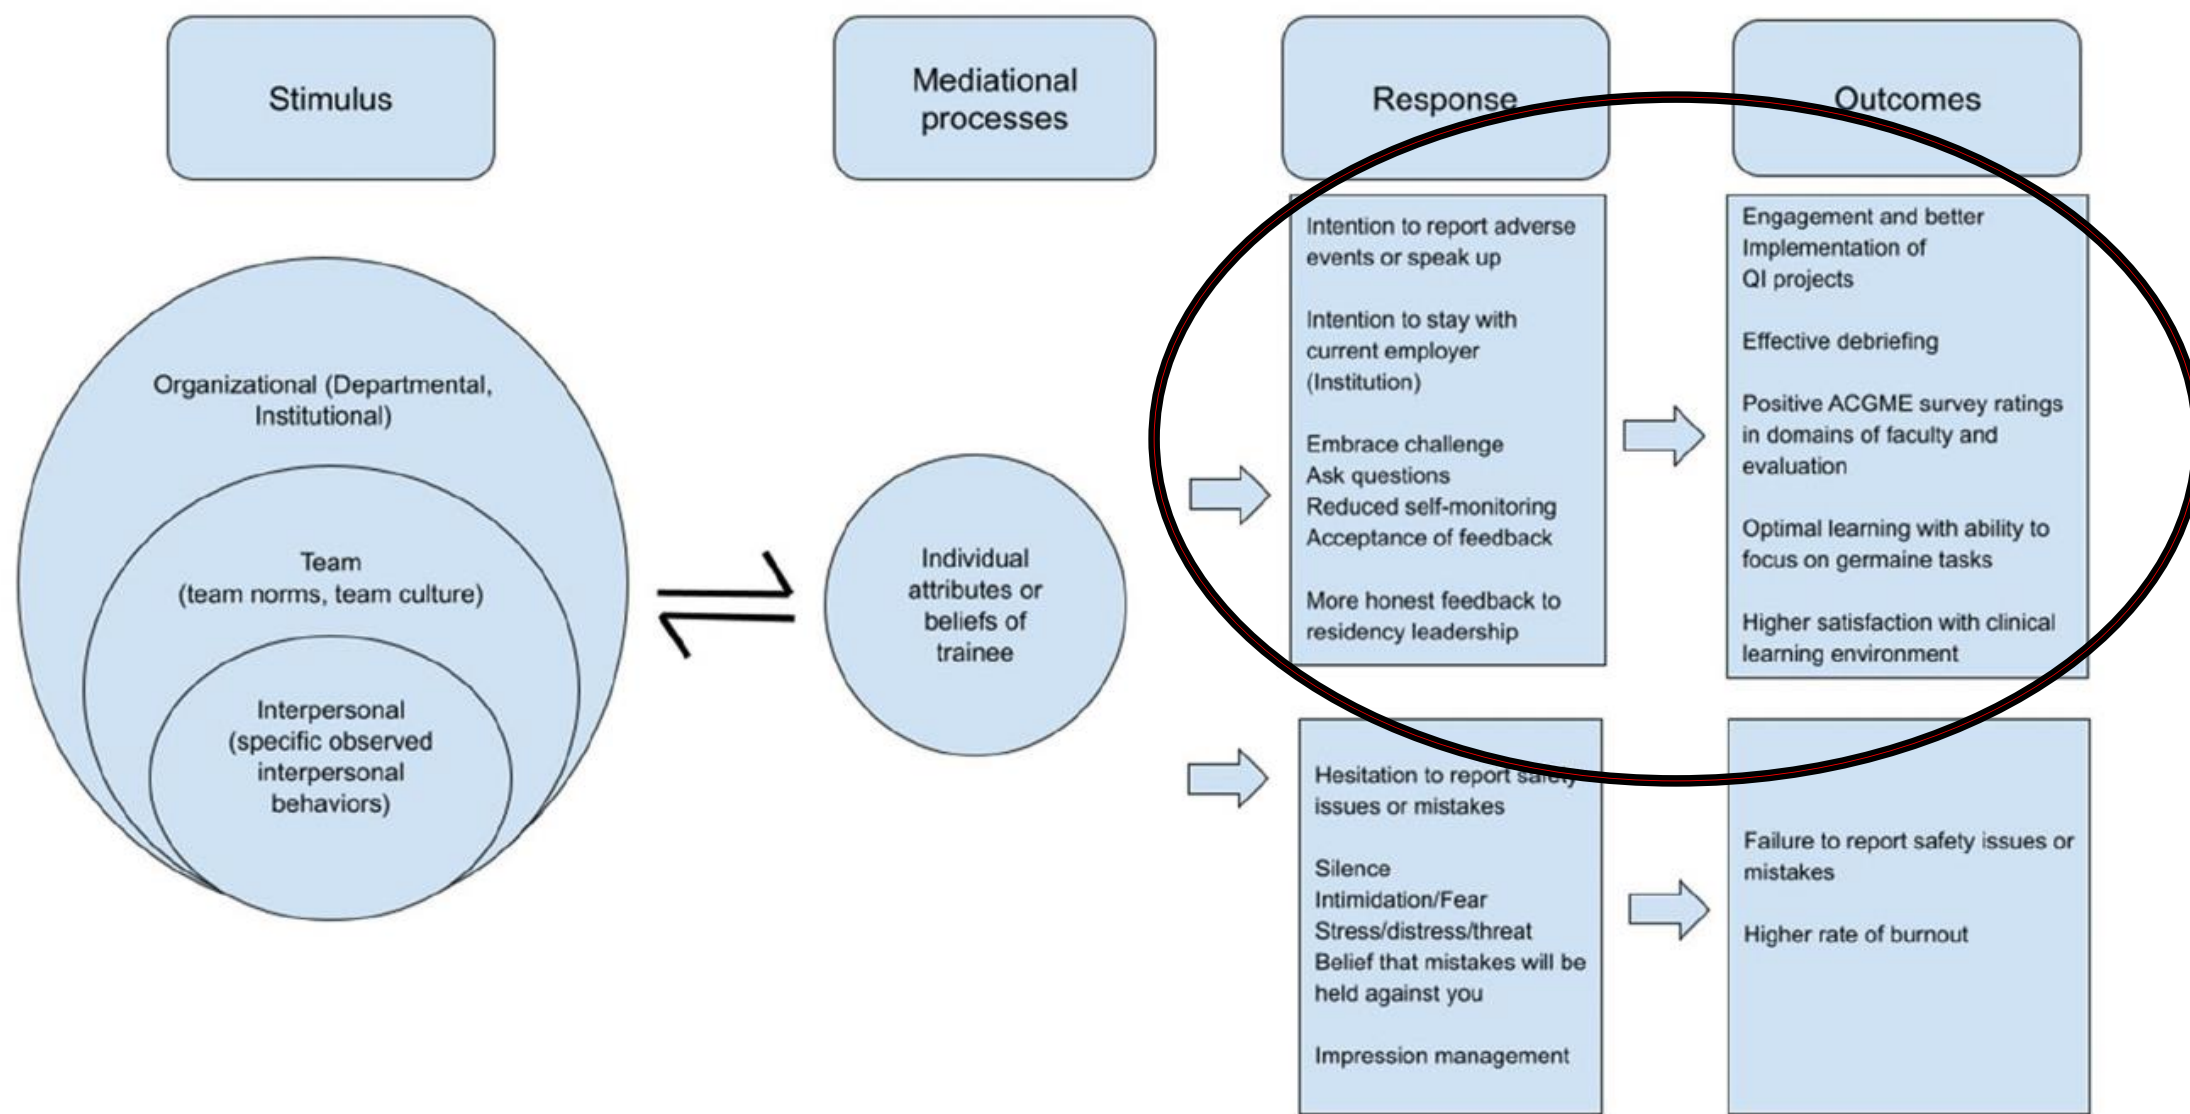 Stimulus
Mediational
processes
Response
Outcomes
Organizational (Departmental,
Institutional)
Team
(team norms, team culture)
Interpersonal
(specific observed
interpersonal
behaviors)
Individual
attributes or
beliefs of
trainee
Intention to report adverse
events or speak up
Intention to stay with
current employer
(Institution)
Embrace challenge
Ask questions
Reduced self-monitoring
Acceptance of feedback
More honest feedback to
residency leadership
Engagement and better
Implementation of
QI projects
Effective debriefing
Positive ACGME survey ratings
in domains of faculty and
evaluation
Optimal learning with ability to
focus on germaine tasks
Higher satisfaction with clinical
learning environment
Hesitation to report safety
issues or mistakes
Silence
Intimidation/Fear
Stress/distress/threat
Belief that mistakes will be
held against you
Impression management
Failure to report safety issues or
mistakes
Higher rate of burnout